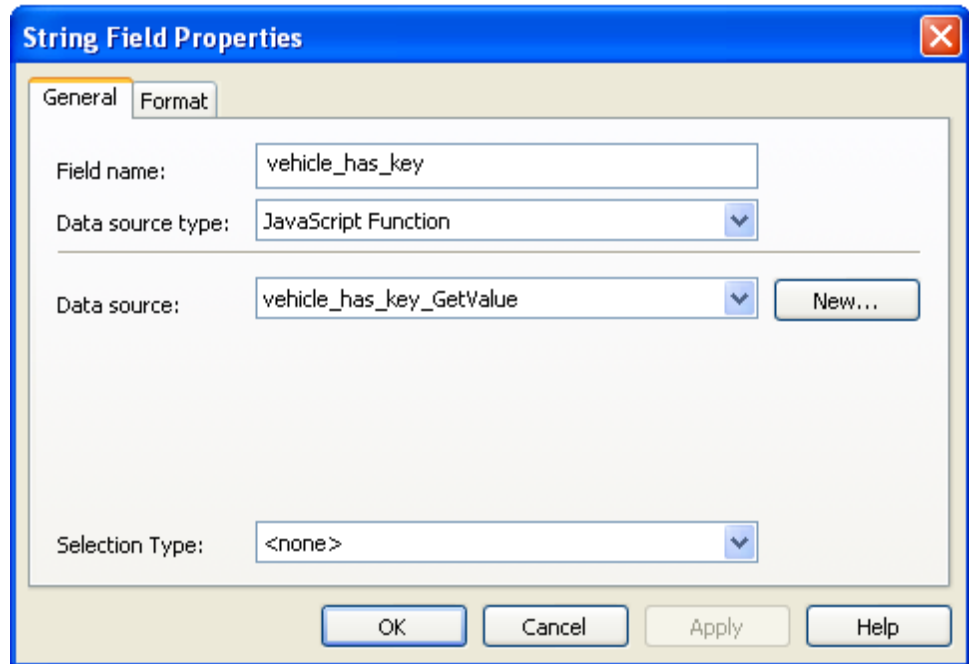 String Field Properties
General Format
Field name: vehicle_has_key
Data source type: JavaScript Function
Data source: vehicle_has_key_GetValue New...
Selection Type: <none>
OK Cancel Apply Help